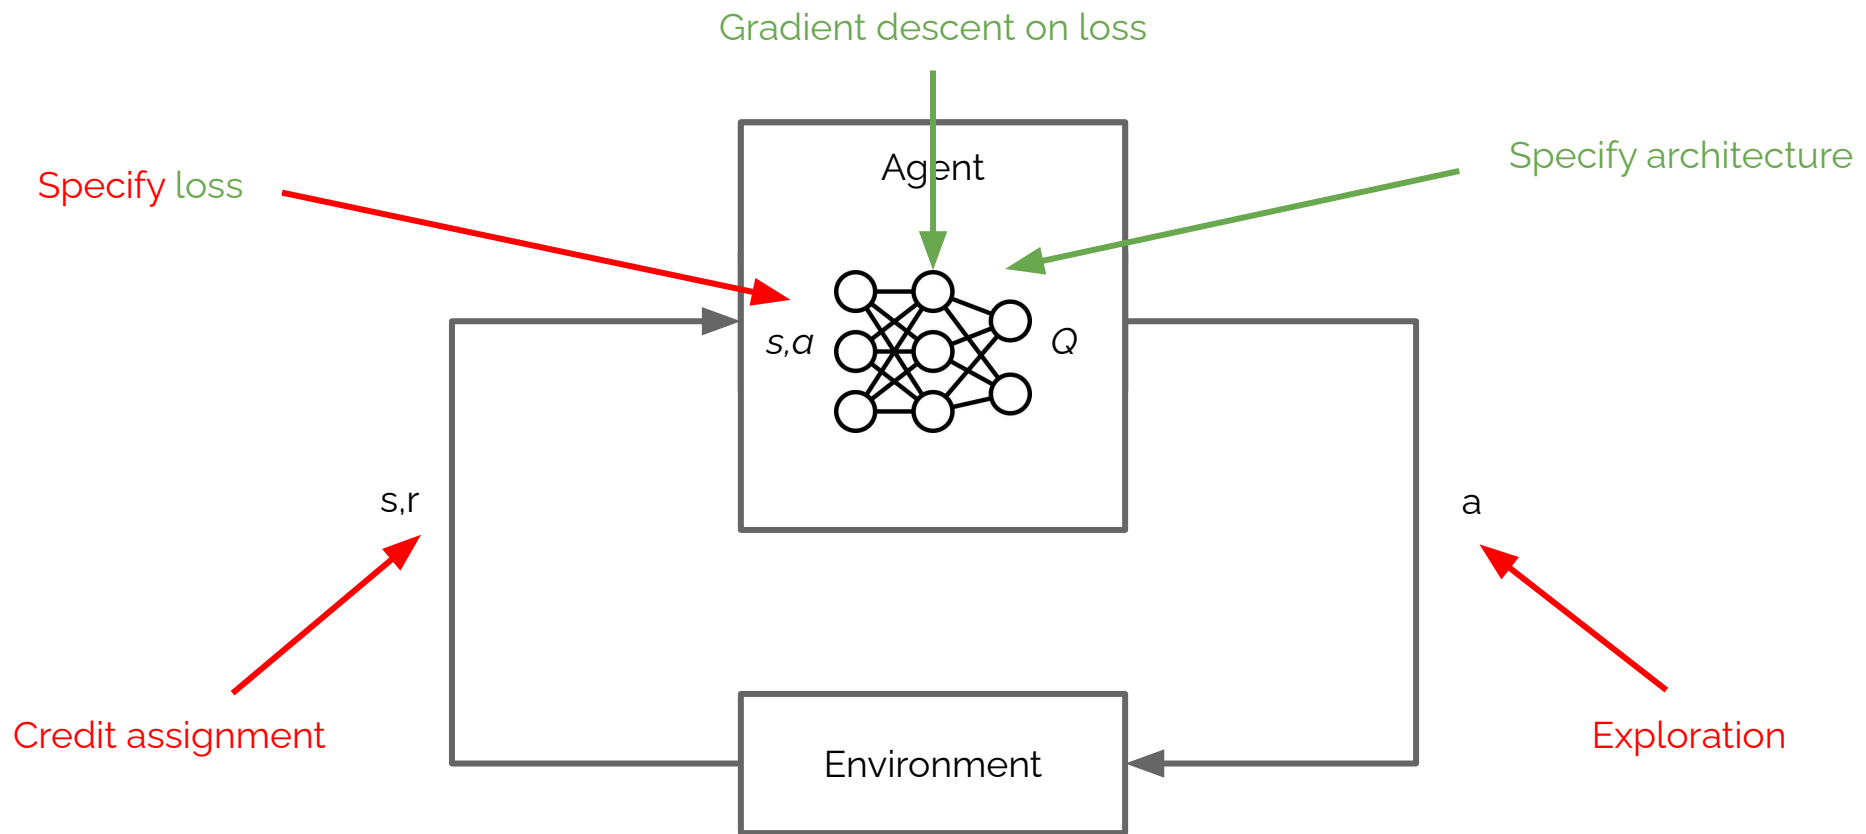 Gradient descent on loss
Specify architecture
Agent
Specify loss
s,a
Q
s,r
a
Credit assignment
Exploration
Environment